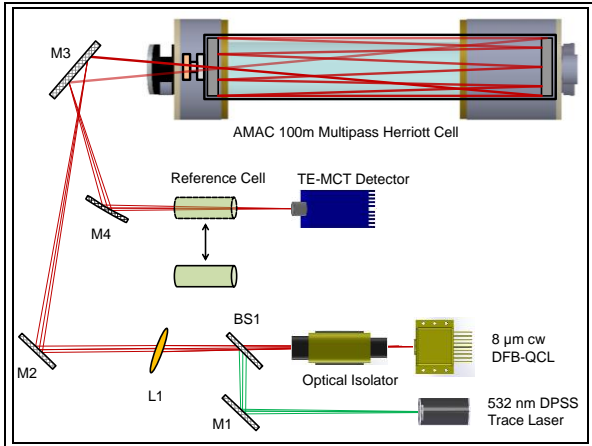 M3
AMAC 100m Multipass Herriott Cell
Reference Cell
TE-MCT Detector
M4
BS1
8 µm cw
DFB-QCL
M2
L1
Optical Isolator
M1
532 nm DPSS
Trace Laser